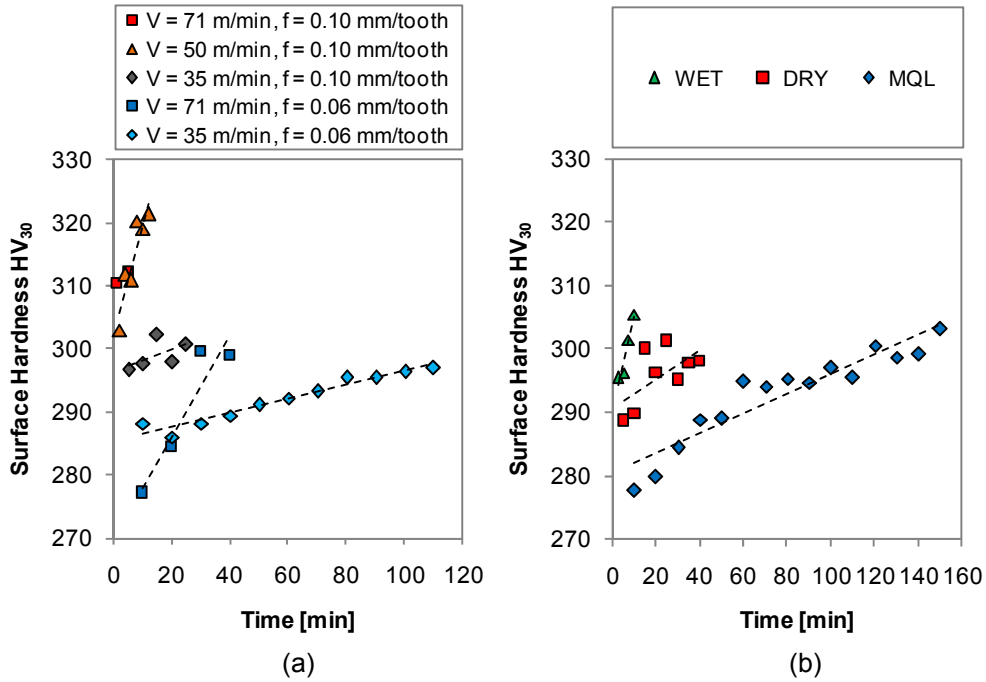 V = 71 m/min, f = 0.10 mm/tooth
V = 50 m/min, f = 0.10 mm/tooth
V = 35 m/min, f = 0.10 mm/tooth
V = 71 m/min, f = 0.06 mm/tooth
V = 35 m/min, f = 0.06 mm/tooth
330
320
310
300
290
280
270
Surface Hardness HV30
0 20 40 60 80 100 120
Time [min]
(a)
WET DRY MQL
330
320
310
300
290
280
270
Surface Hardness HV30
0 20 40 60 80 100 120 140 160
Time [min]
(b)